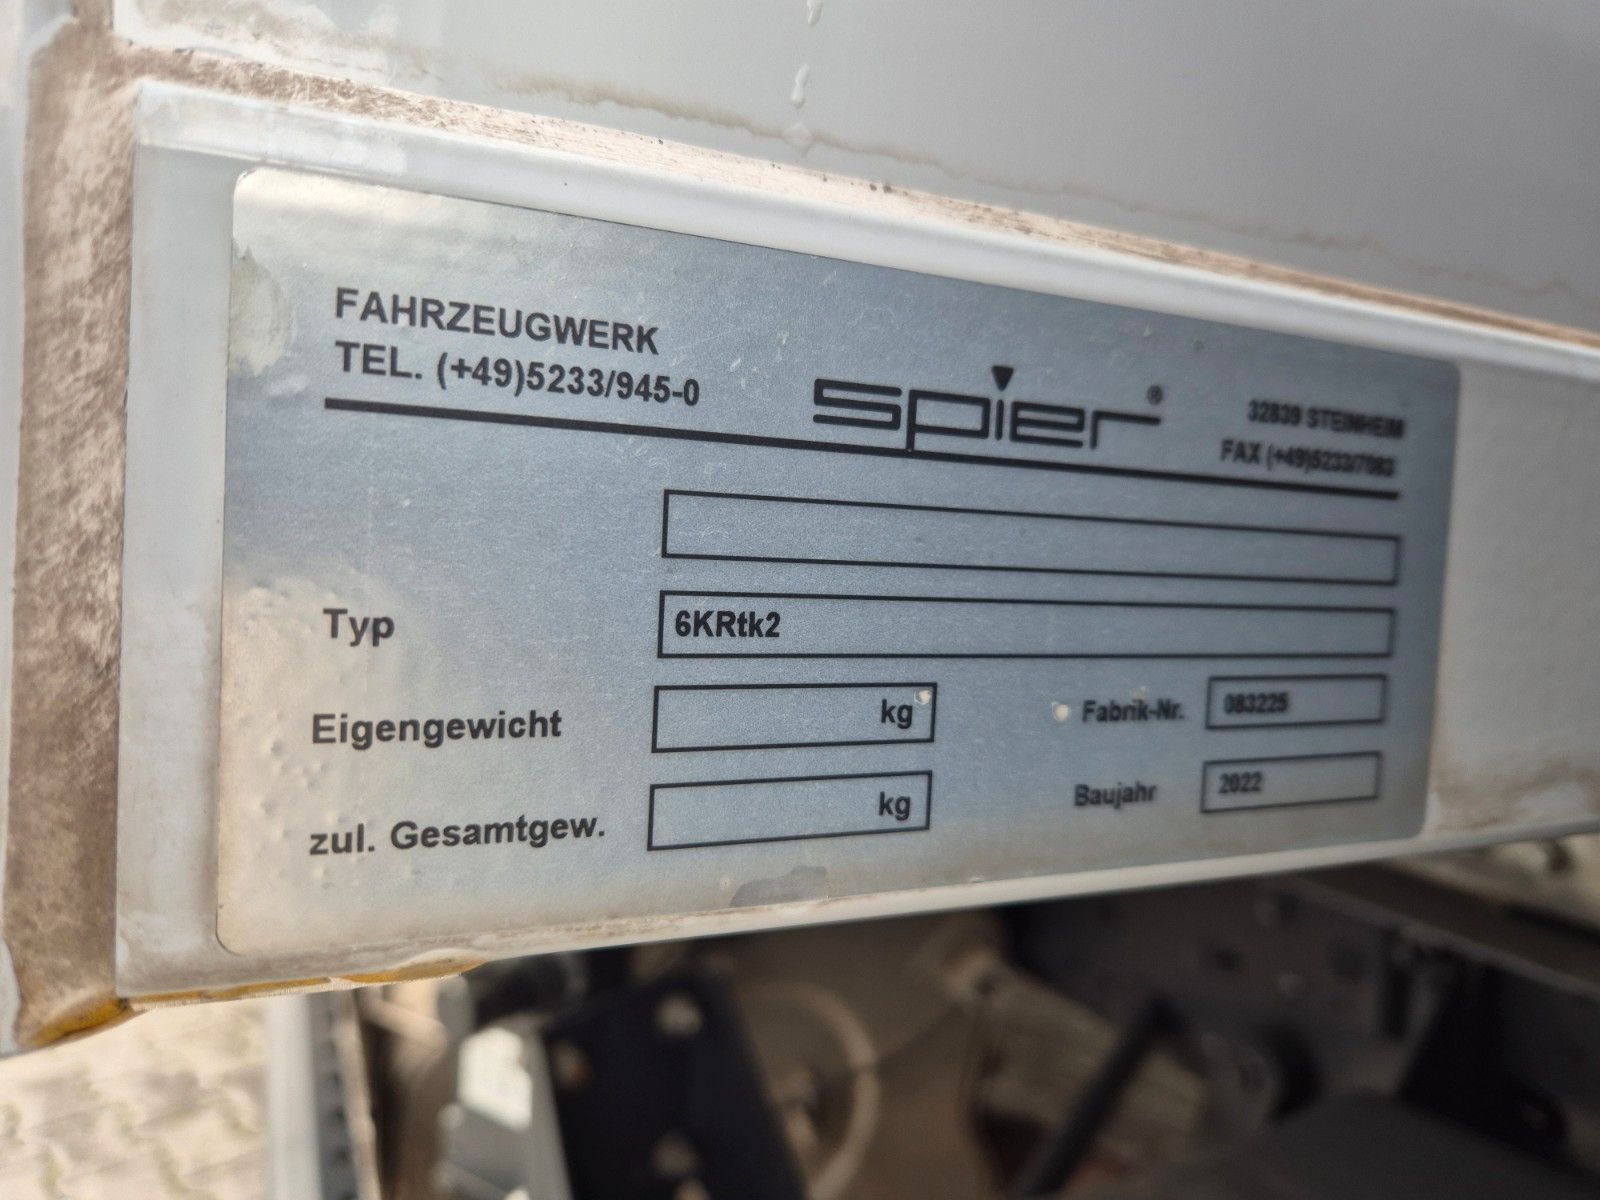 FAHRZEUGWERK
TEL. (+49)5233/945-0
spier®
32839 STEINHEIM
FAX (+49)5233/7083
Typ 6KRtk2
Eigengewicht kg
Fabrik-Nr. 083225
zul. Gesamtgew. kg
Baujahr 2022